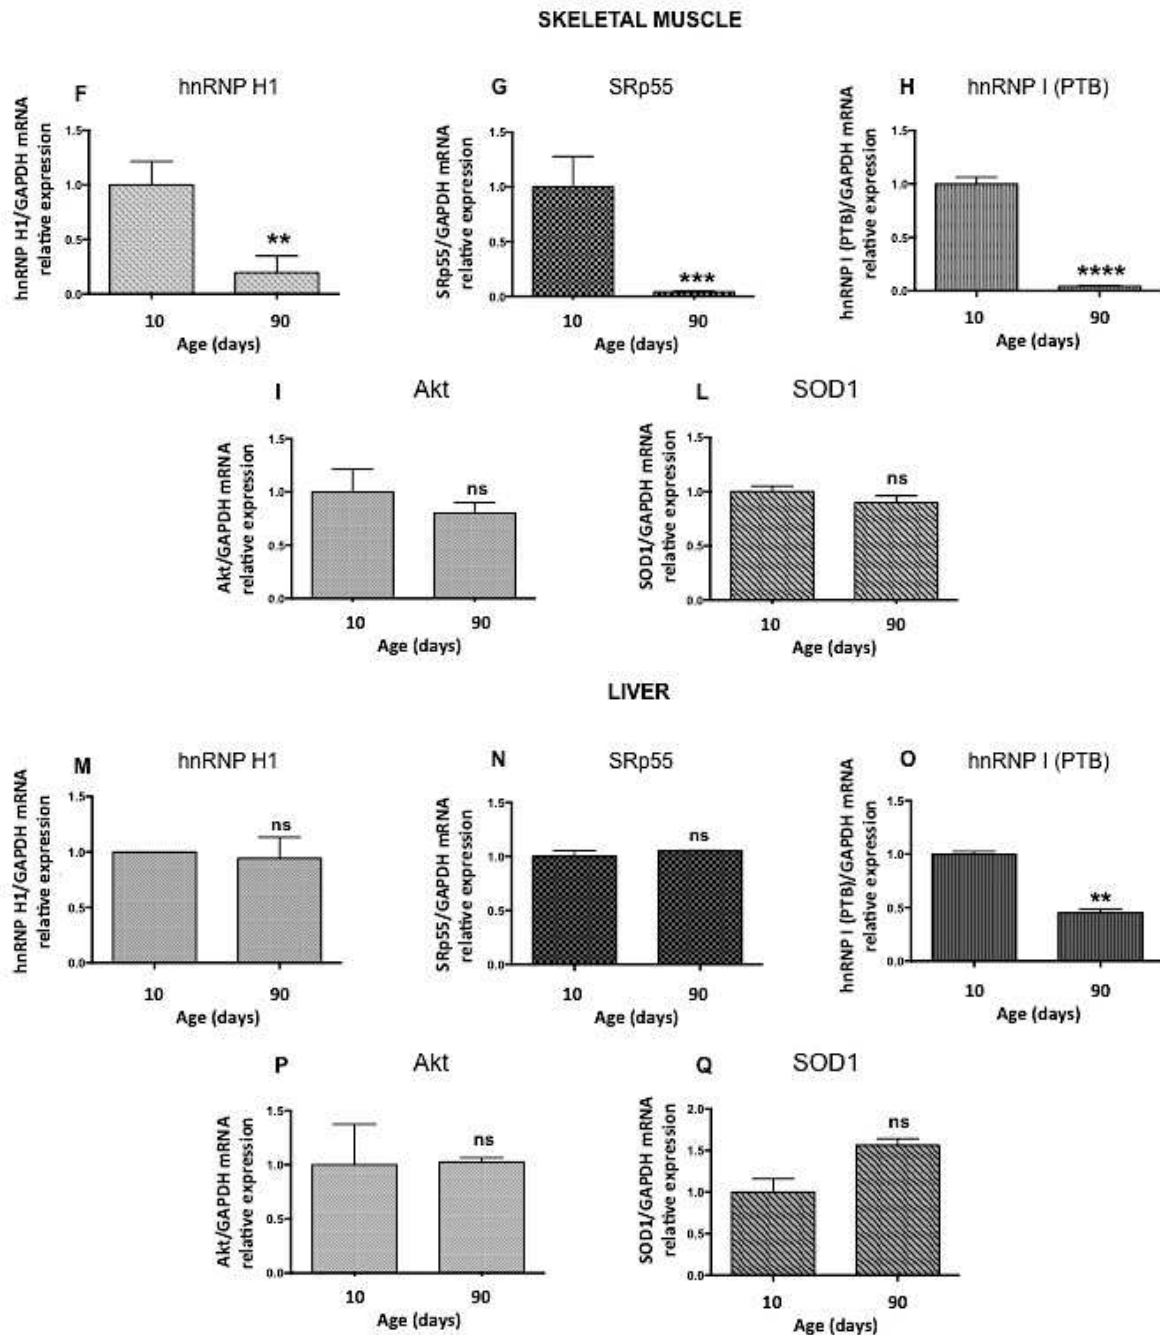 SKELETAL MUSCLE
F hnRNP H1
hnRNP H1/GAPDH mRNA
relative expression
1.5
1.0
0.5
0.0
**
10 90
Age (days)
G SRp55
SRp55/GAPDH mRNA
relative expression
1.5
1.0
0.5
0.0
***
10 90
Age (days)
H hnRNP I (PTB)
hnRNP I (PTB)/GAPDH mRNA
relative expression
1.5
1.0
0.5
0.0
****
10 90
Age (days)
I Akt
Akt/GAPDH mRNA
relative expression
1.5
1.0
0.5
0.0
ns
10 90
Age (days)
L SOD1
SOD1/GAPDH mRNA
relative expression
1.5
1.0
0.5
0.0
ns
10 90
Age (days)
LIVER
M hnRNP H1
hnRNP H1/GAPDH mRNA
relative expression
1.5
1.0
0.5
0.0
ns
10 90
Age (days)
N SRp55
SRp55/GAPDH mRNA
relative expression
1.5
1.0
0.5
0.0
ns
10 90
Age (days)
O hnRNP I (PTB)
hnRNP I (PTB)/GAPDH mRNA
relative expression
1.5
1.0
0.5
0.0
**
10 90
Age (days)
P Akt
Akt/GAPDH mRNA
relative expression
1.5
1.0
0.5
0.0
ns
10 90
Age (days)
Q SOD1
SOD1/GAPDH mRNA
relative expression
2.0
1.5
1.0
0.5
0.0
ns
10 90
Age (days)